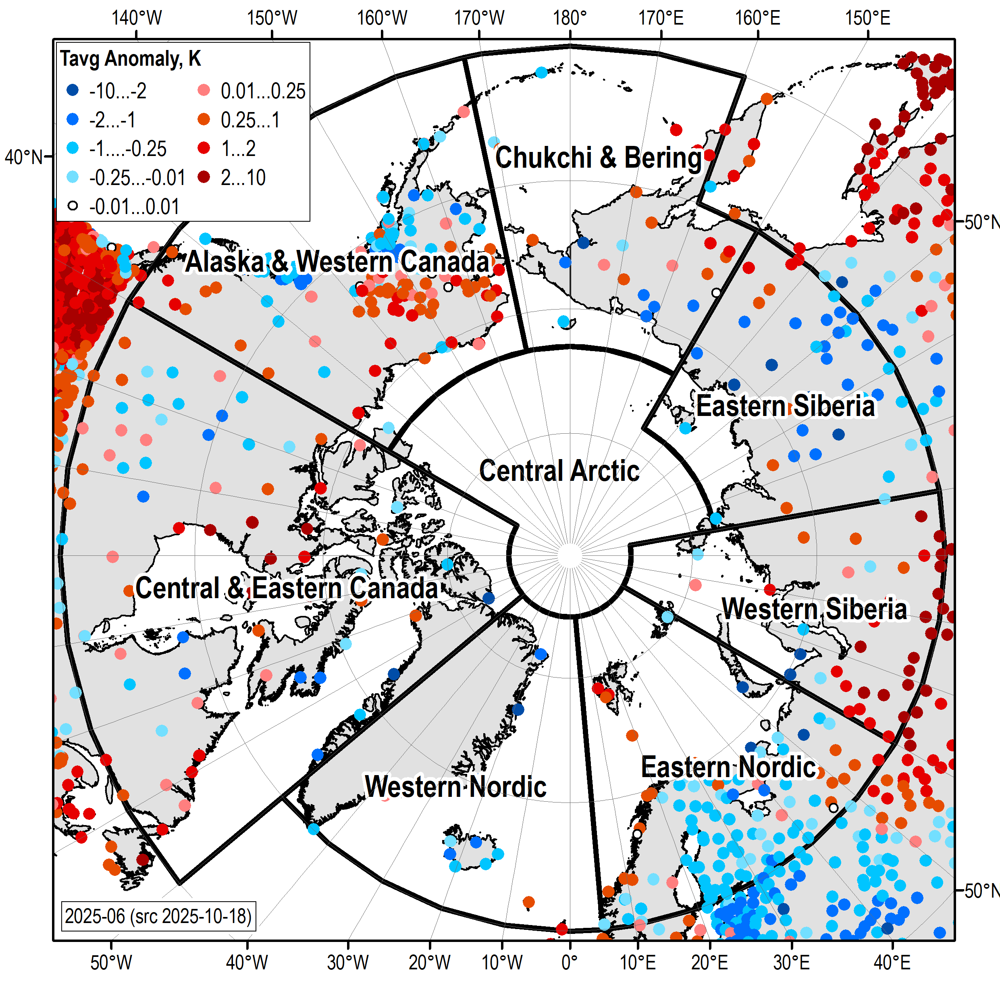 140°W 150°W 160°W 170°W 180° 170°E 160°E 150°E
Tavg Anomaly, K
-10...-2 0.01...0.25
-2...-1 0.25...1
-1....-0.25 1...2
-0.25...-0.01 2...10
-0.01...0.01
40°N
Chukchi & Bering
50°N
Alaska & Western Canada
Eastern Siberia
Central Arctic
Central & Eastern Canada
Western Siberia
Eastern Nordic
Western Nordic
50°N
2025-06 (src 2025-10-18)
50°W 40°W 30°W 20°W 10°W 0° 10°E 20°E 30°E 40°E